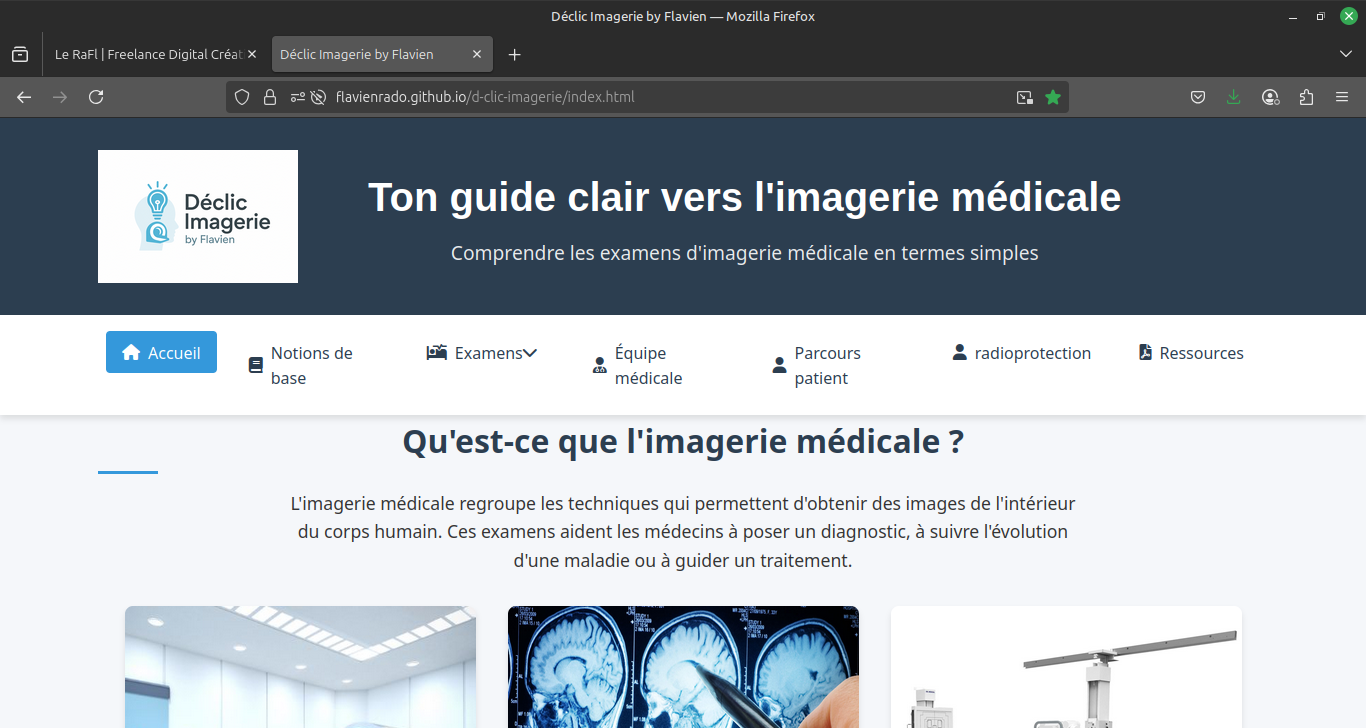 Déclic Imagerie by Flavien — Mozilla Firefox
Le RaFl | Freelance Digital Créat
Déclic Imagerie by Flavien
flavienrado.github.io/d-clic-imagerie/index.html
Déclic
Imagerie
by Flavien
Ton guide clair vers l'imagerie médicale
Comprendre les examens d'imagerie médicale en termes simples
Accueil
Notions de
base
Examens
Équipe
médicale
Parcours
patient
radioprotection
Ressources
Qu'est-ce que l'imagerie médicale ?
L'imagerie médicale regroupe les techniques qui permettent d'obtenir des images de l'intérieur
du corps humain. Ces examens aident les médecins à poser un diagnostic, à suivre l'évolution
d'une maladie ou à guider un traitement.